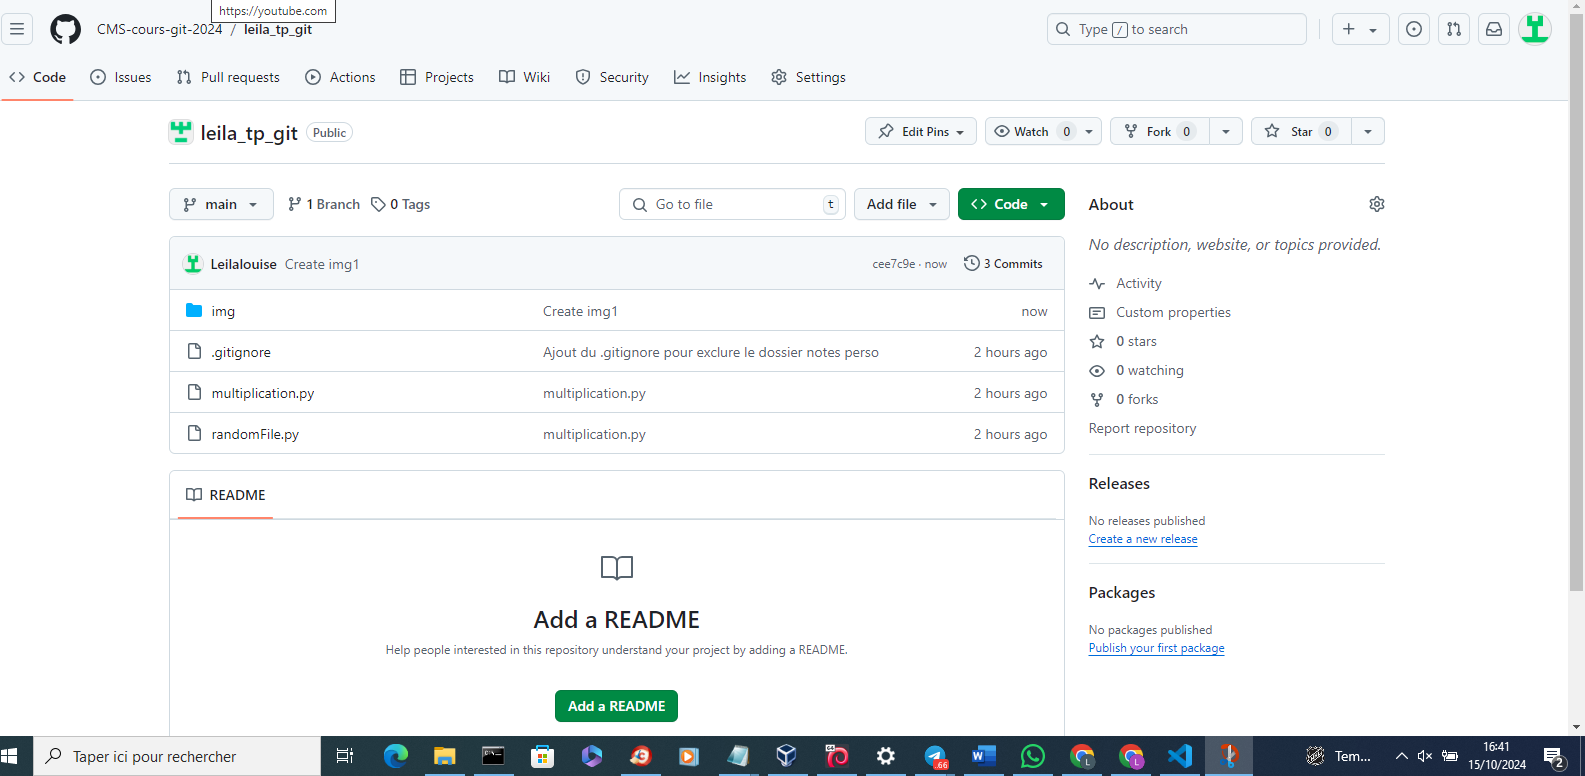 https://youtube.com
CMS-cours-git-2024 / leila_tp_git
Type / to search
Code Issues Pull requests Actions Projects Wiki Security Insights Settings
leila_tp_git Public
Edit Pins Watch 0 Fork 0 Star 0
main 1 Branch 0 Tags
Go to file t
Add file
Code
Leilalouise Create img1 cee7c9e · now 3 Commits
img Create img1 now
.gitignore Ajout du .gitignore pour exclure le dossier notes perso 2 hours ago
multiplication.py multiplication.py 2 hours ago
randomFile.py multiplication.py 2 hours ago
README
Add a README
Help people interested in this repository understand your project by adding a README.
Add a README
About
No description, website, or topics provided.
Activity
Custom properties
0 stars
0 watching
0 forks
Report repository
Releases
No releases published
Create a new release
Packages
No packages published
Publish your first package
Taper ici pour rechercher
64
.66
L
L
Tem...
16:41
15/10/2024
2